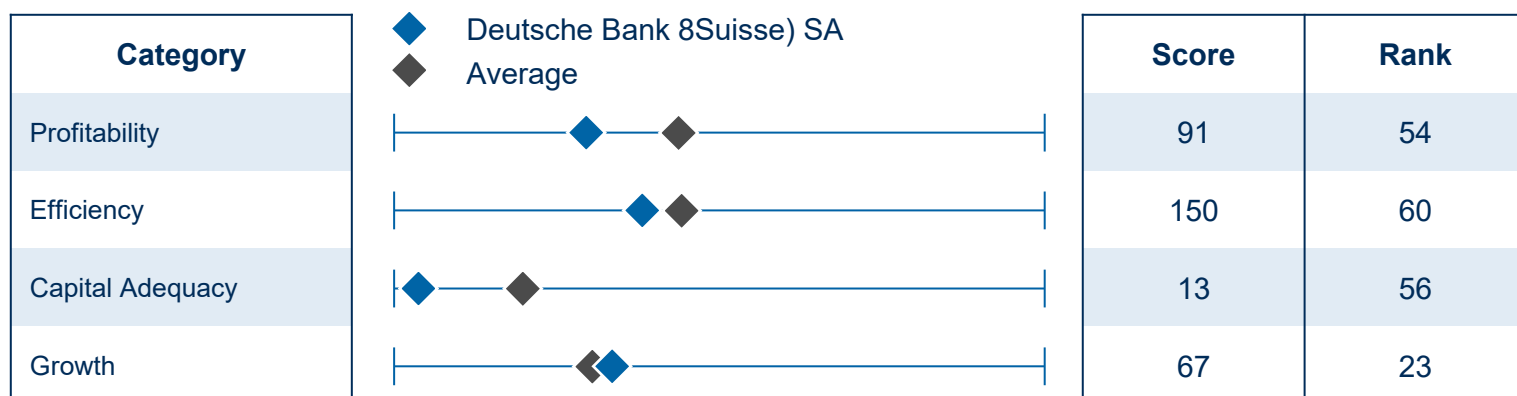 Deutsche Bank 8Suisse) SA
Average
Category Score Rank
Profitability 91 54
Efficiency 150 60
Capital Adequacy 13 56
Growth 67 23